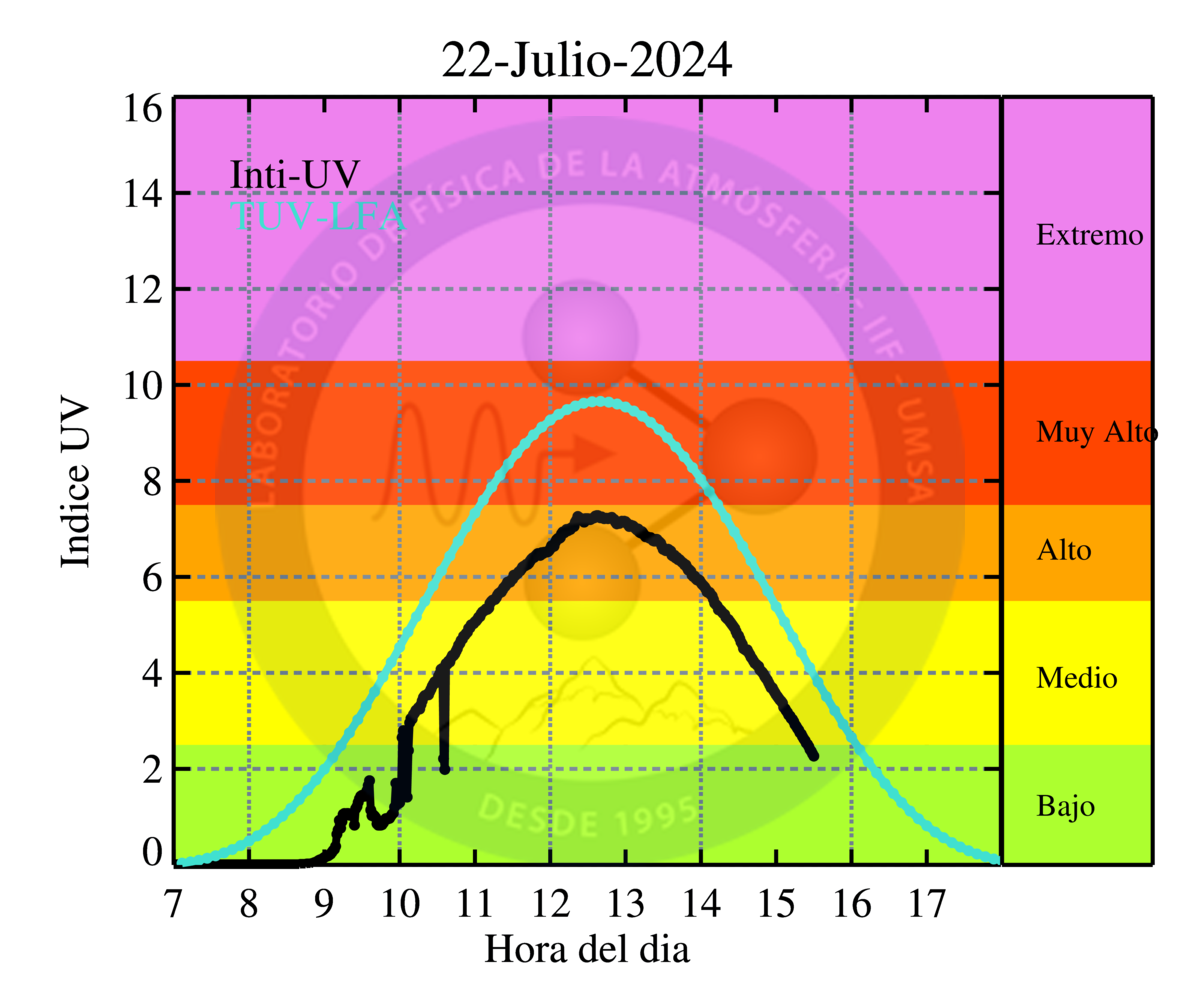 22-Julio-2024
Indice UV
16
14
12
10
8
6
4
2
0
Inti-UV
TUV-LFA
LABORATORIO DE FÍSICA DE LA ATMÓSFERA - IIF - UMSA
DESDE 1995
Extremo
Muy Alto
Alto
Medio
Bajo
7 8 9 10 11 12 13 14 15 16 17
Hora del dia